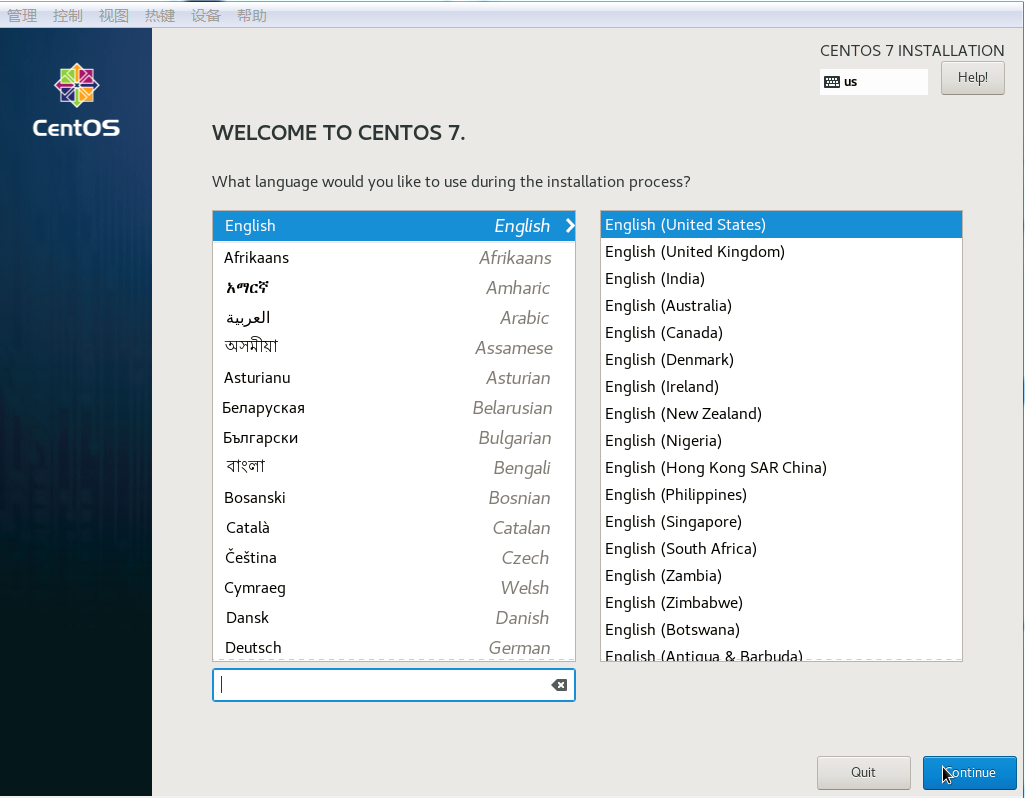 管理 控制 视图 热键 设备 帮助
CentOS
CENTOS 7 INSTALLATION
us
Help!
WELCOME TO CENTOS 7.
What language would you like to use during the installation process?
English English
Afrikaans Afrikaans
አማርኛ Amharic
العربية Arabic
অসমীয়া Assamese
Asturianu Asturian
Беларуская Belarusian
Български Bulgarian
বাংলা Bengali
Bosanski Bosnian
Català Catalan
Čeština Czech
Cymraeg Welsh
Dansk Danish
Deutsch German
English (United States)
English (United Kingdom)
English (India)
English (Australia)
English (Canada)
English (Denmark)
English (Ireland)
English (New Zealand)
English (Nigeria)
English (Hong Kong SAR China)
English (Philippines)
English (Singapore)
English (South Africa)
English (Zambia)
English (Zimbabwe)
English (Botswana)
English (Antigua & Barbuda)
Quit
Continue